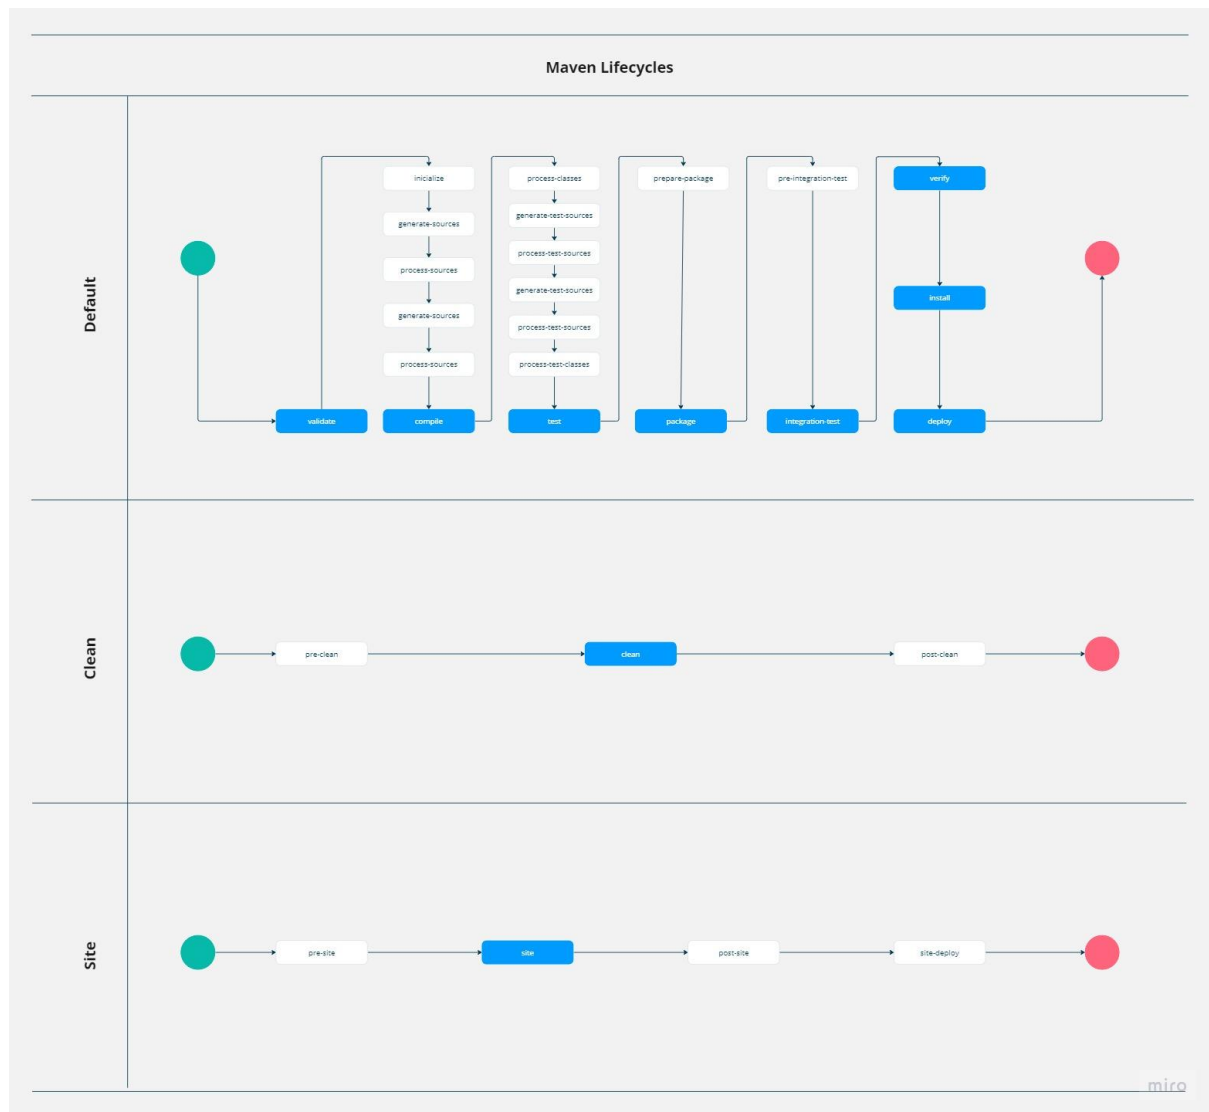 Maven Lifecycles
Default
validate
inicialize
generate-sources
process-sources
generate-sources
process-sources
compile
process-classes
generate-test-sources
process-test-sources
generate-test-sources
process-test-sources
process-test-classes
test
prepare-package
package
pre-integration-test
integration-test
verify
install
deploy
Clean
pre-clean
clean
post-clean
Site
pre-site
site
post-site
site-deploy
miro